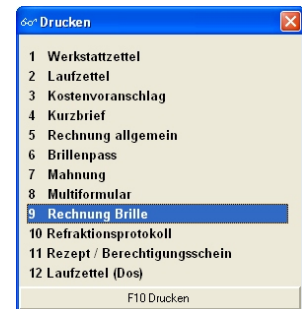 Drucken
1 Werkstattzettel
2 Laufzettel
3 Kostenvoranschlag
4 Kurzbrief
5 Rechnung allgemein
6 Brillenpass
7 Mahnung
8 Multiformular
9 Rechnung Brille
10 Refraktionsprotokoll
11 Rezept / Berechtigungsschein
12 Laufzettel (Dos)
F10 Drucken